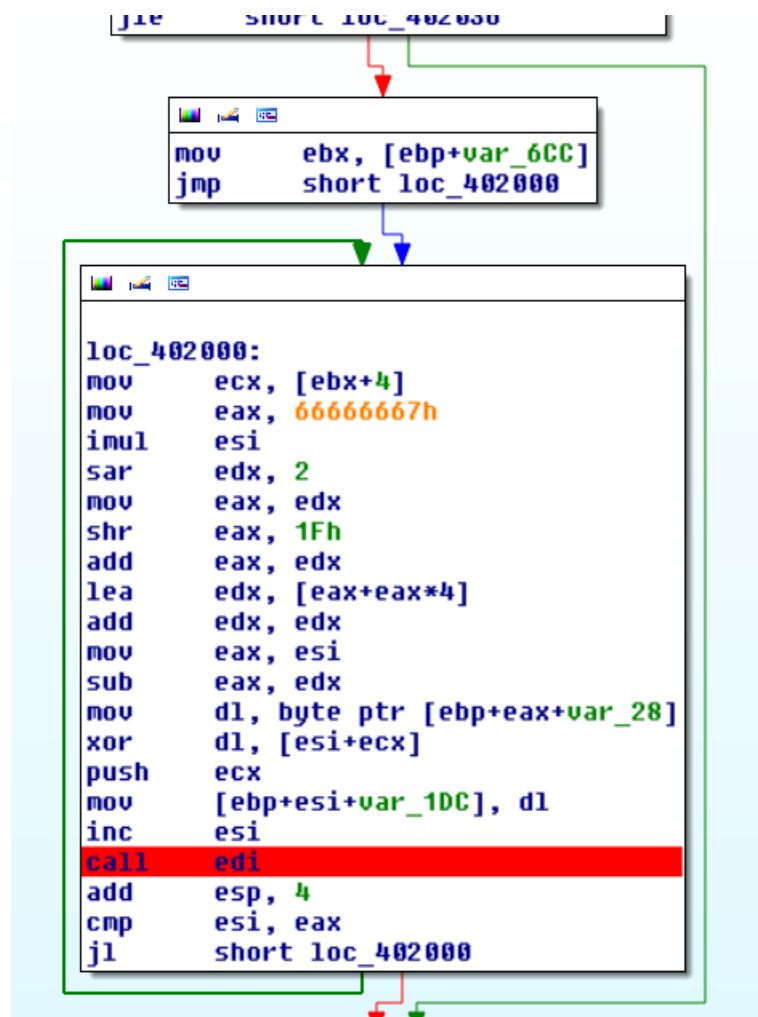 jle short loc_402036
mov ebx, [ebp+var_6CC]
jmp short loc_402000
loc_402000:
mov ecx, [ebx+4]
mov eax, 66666667h
imul esi
sar edx, 2
mov eax, edx
shr eax, 1Fh
add eax, edx
lea edx, [eax+eax*4]
add edx, edx
mov eax, esi
sub eax, edx
mov dl, byte ptr [ebp+eax+var_28]
xor dl, [esi+ecx]
push ecx
mov [ebp+esi+var_1DC], dl
inc esi
call edi
add esp, 4
cmp esi, eax
jl short loc_402000